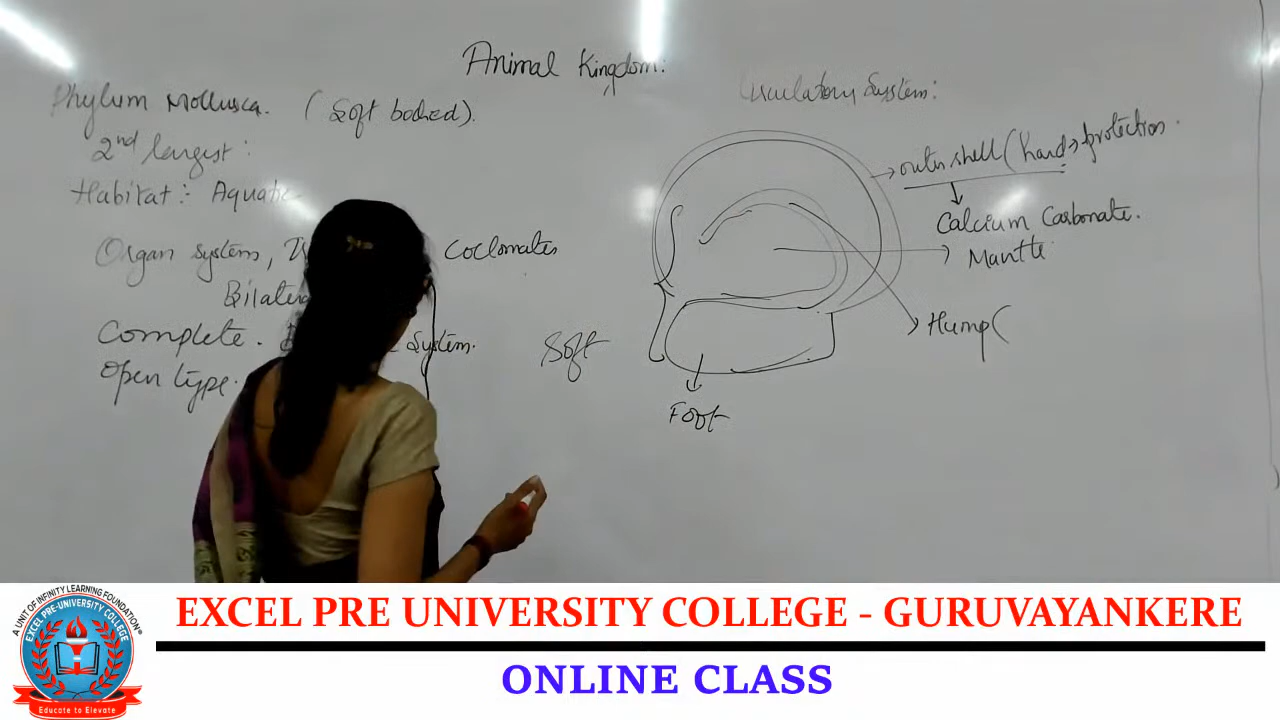 Animal Kingdom:
Phylum Mollusca. (Soft bodied).
2nd largest:
Habitat :- Aquatic
Organ system,
Coelomates
Bilatera
Complete. System.
Open type.
Circulatory System:
outer shell (hard → protection.
Calcium Carbonate.
Mantle
Hump (
Soft
Foot
A UNIT OF INFINITY LEARNING FOUNDATION®
EXCEL PRE-UNIVERSITY COLLEGE
Educate to Elevate
EXCEL PRE UNIVERSITY COLLEGE - GURUVAYANKERE
ONLINE CLASS